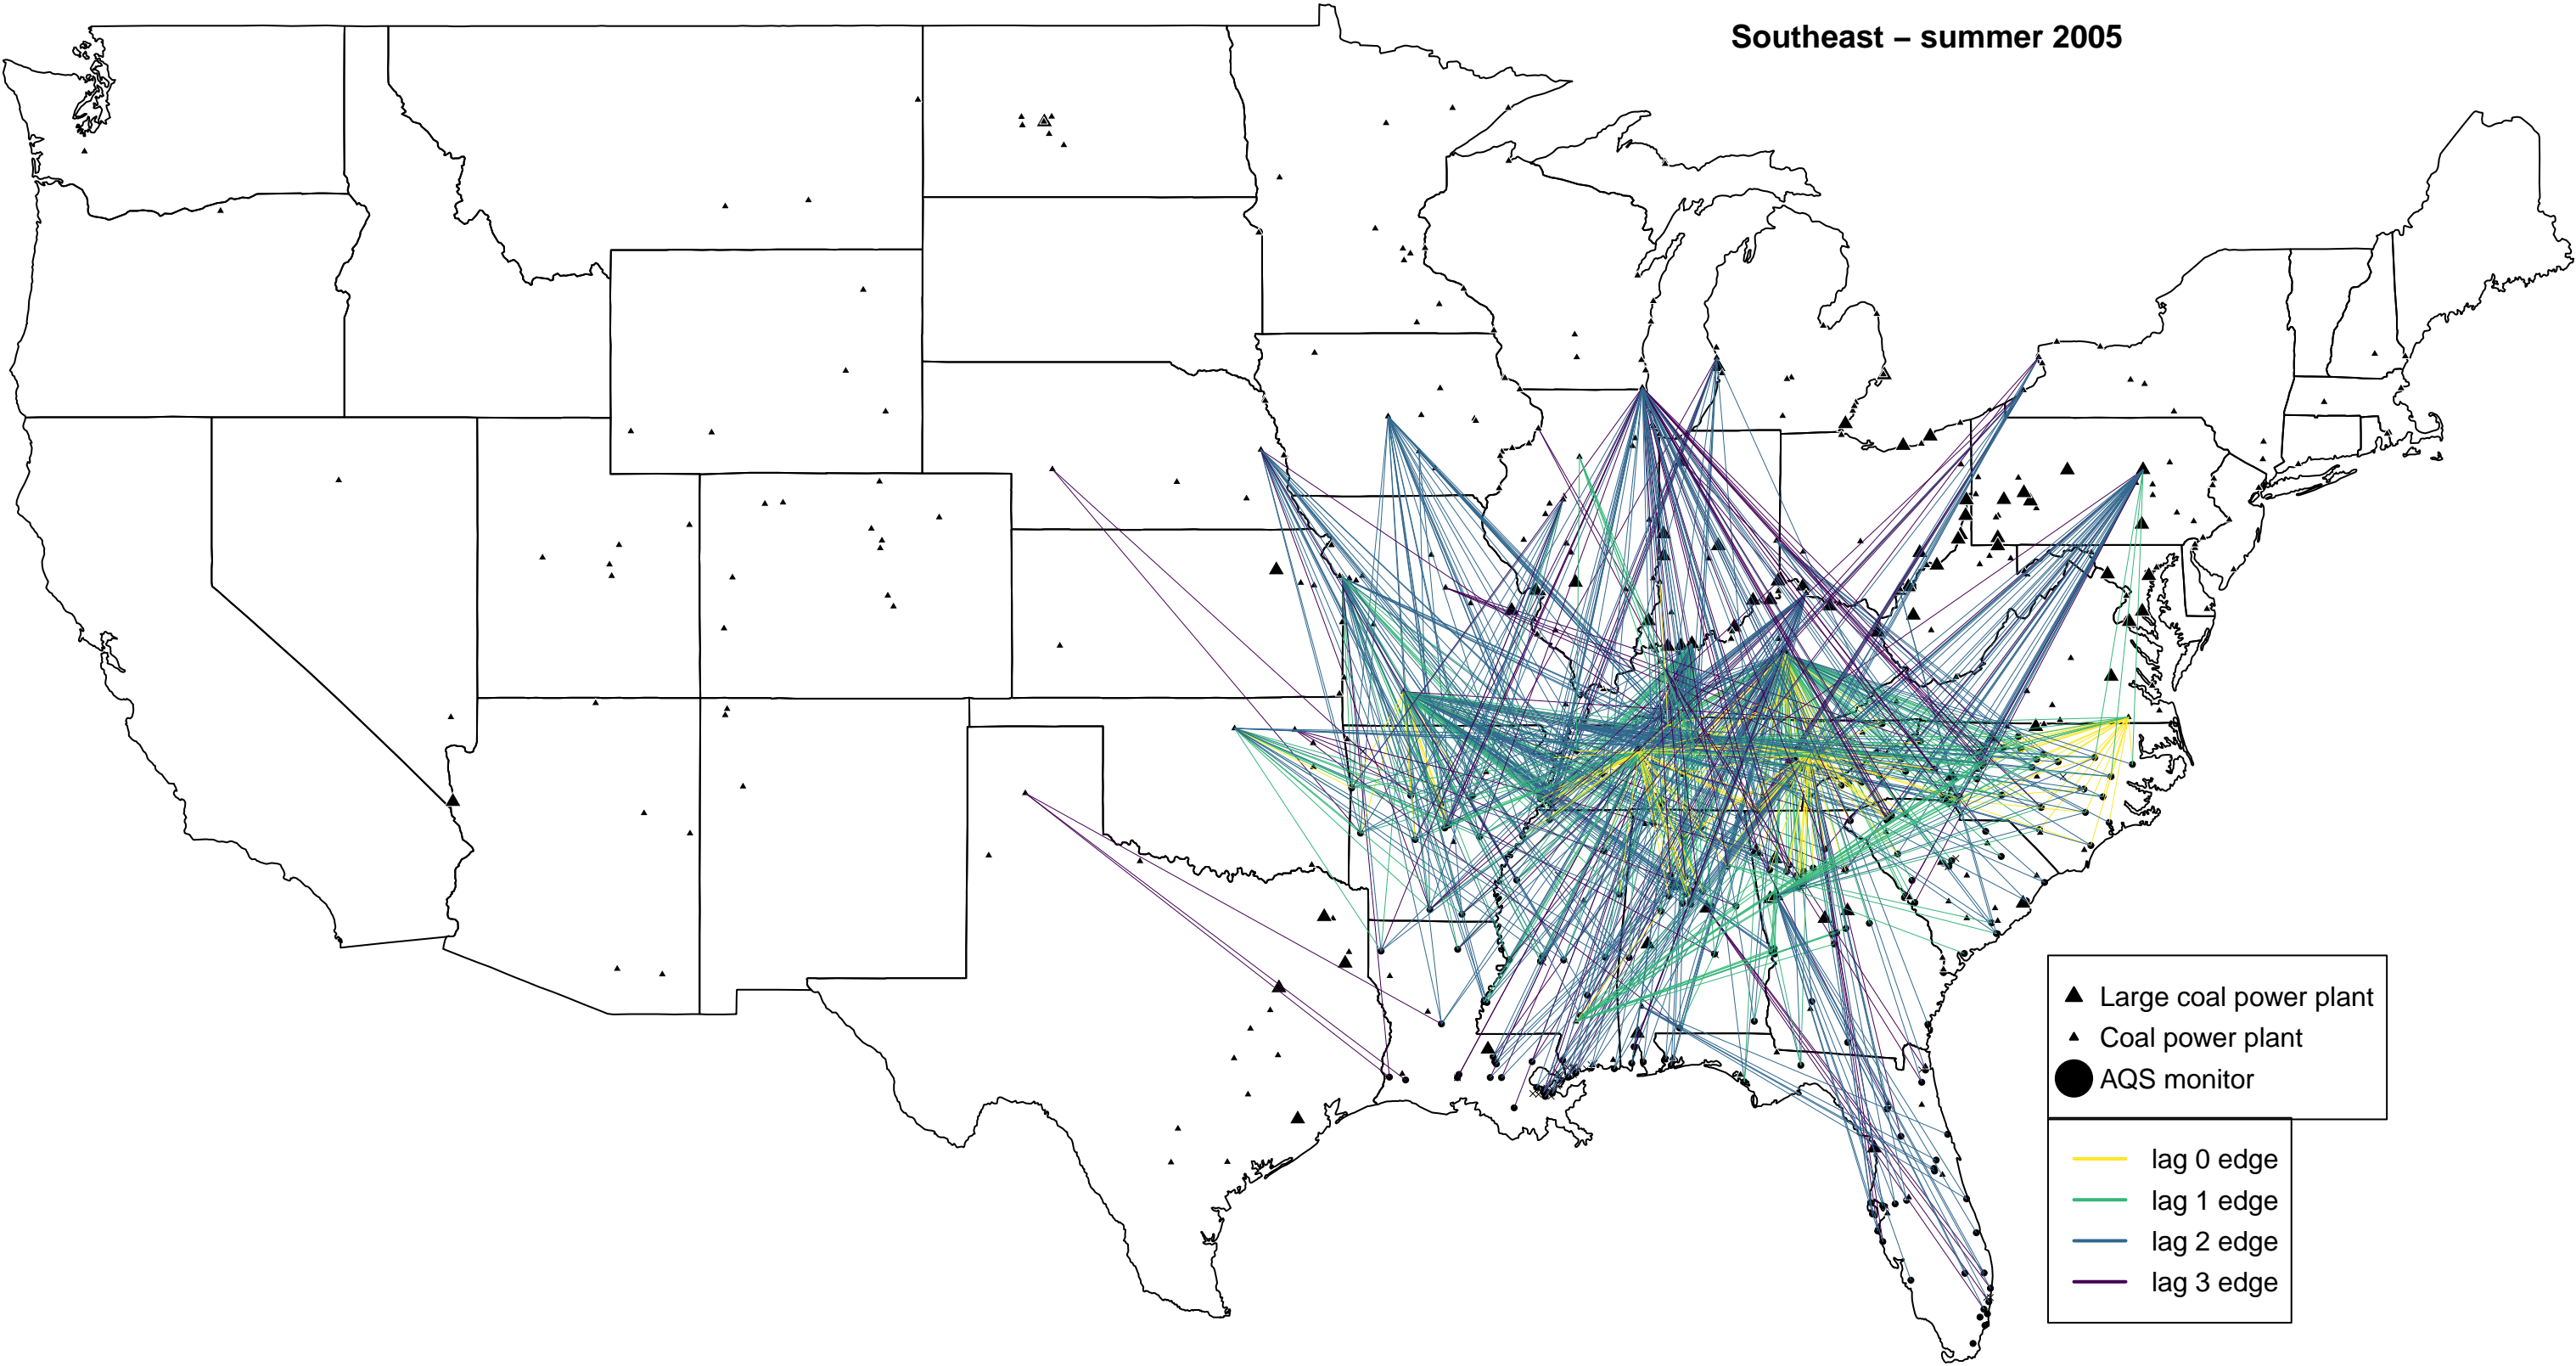 Southeast – summer 2005
Large coal power plant
Coal power plant
AQS monitor
lag 0 edge
lag 1 edge
lag 2 edge
lag 3 edge